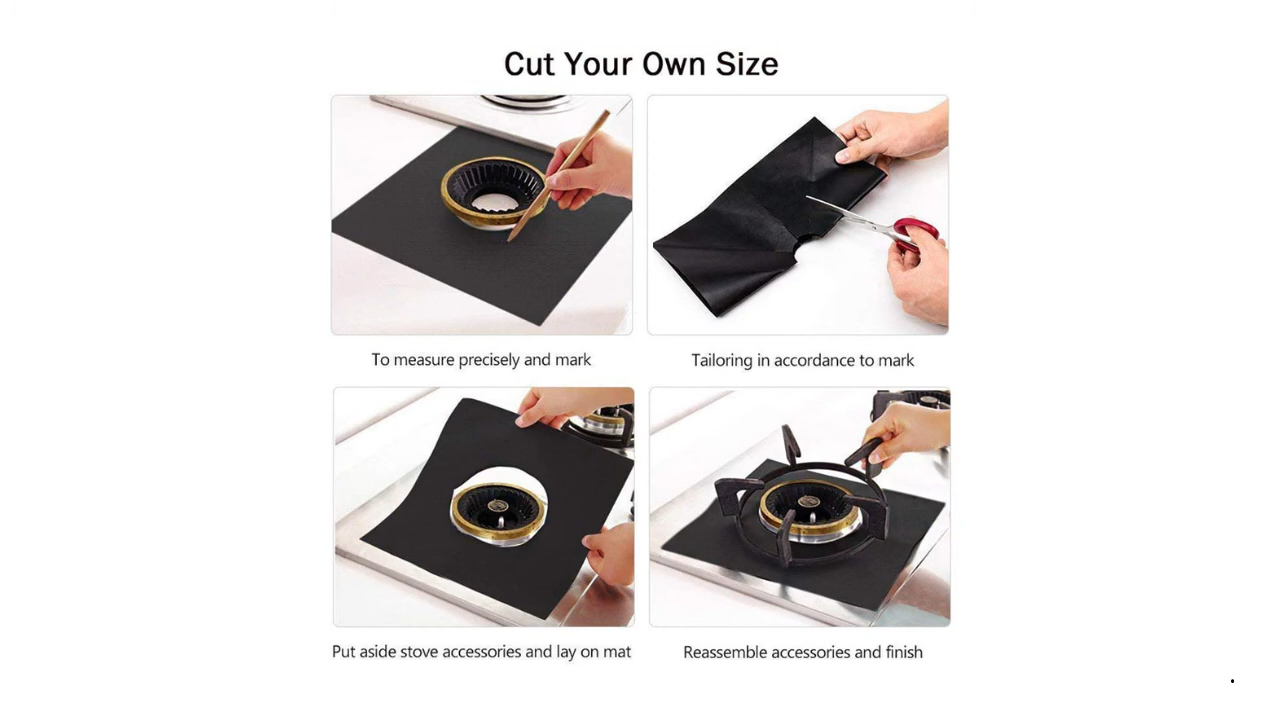 Cut Your Own Size
To measure precisely and mark
Tailoring in accordance to mark
Put aside stove accessories and lay on mat
Reassemble accessories and finish
.